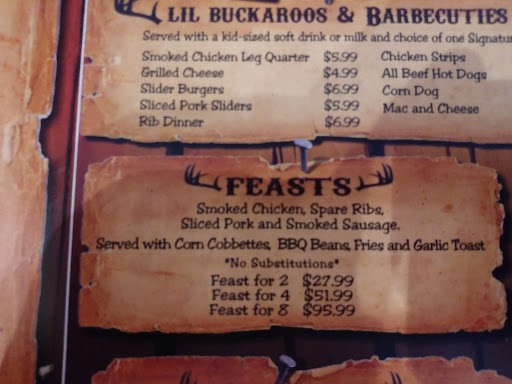 LIL BUCKAROOS & BARBECUTIES
Served with a kid-sized soft drink or milk and choice of one
Smoked Chicken Leg Quarter $5.99 Chicken Strips
Grilled Cheese $4.99 All Beef Hot Dogs
Slider Burgers $6.99 Corn Dog
Sliced Pork Sliders $5.99 Mac and Cheese
Rib Dinner $6.99
FEASTS
Smoked Chicken, Spare Ribs,
Sliced Pork and Smoked Sausage.
Served with Corn Cobbettes, BBQ Beans, Fries and Garlic Toast
*No Substitutions*
Feast for 2 $27.99
Feast for 4 $51.99
Feast for 8 $95.99